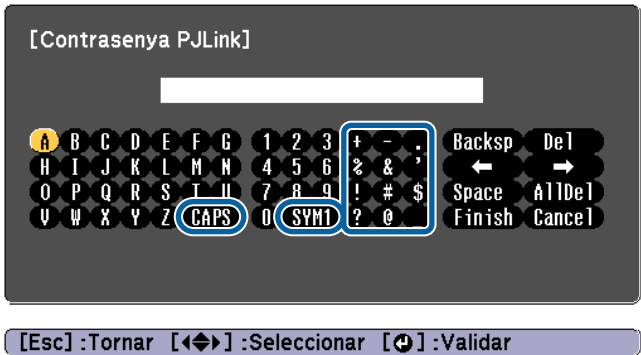 [Contrasenya PJLink]
A B C D E F G 1 2 3 + - . Backsp Del
H I J K L M N 4 5 6 % & ' ← →
O P Q R S T U 7 8 9 ! # $ Space AllDel
V W X Y Z CAPS 0 SYM1 ? @ _ Finish Cancel
[Esc] :Tornar [◂◆▸] :Seleccionar [↵] :Validar